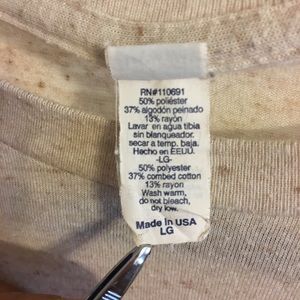 RN#110691
50% poliéster
37% algodón peinado
13% rayon
Lavar en agua tibia
sin blanqueador.
secar a temp. baja.
Hecho en EEUU.
-LG-
50% polyester
37% combed cotton
13% rayon
Wash warm,
do not bleach,
dry low.
Made in USA
LG